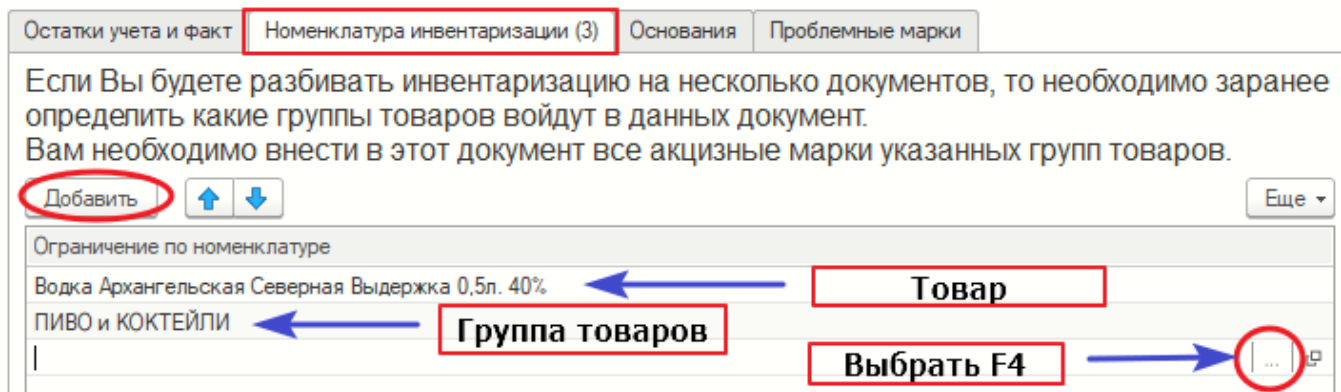 Остатки учета и факт Номенклатура инвентаризации (3) Основания Проблемные марки
Если Вы будете разбивать инвентаризацию на несколько документов, то необходимо заранее
определить какие группы товаров войдут в данных документ.
Вам необходимо внести в этот документ все акцизные марки указанных групп товаров.
Добавить Еще
Ограничение по номенклатуре
Водка Архангельская Северная Выдержка 0,5л. 40% Товар
ПИВО и КОКТЕЙЛИ Группа товаров
Выбрать F4 ...